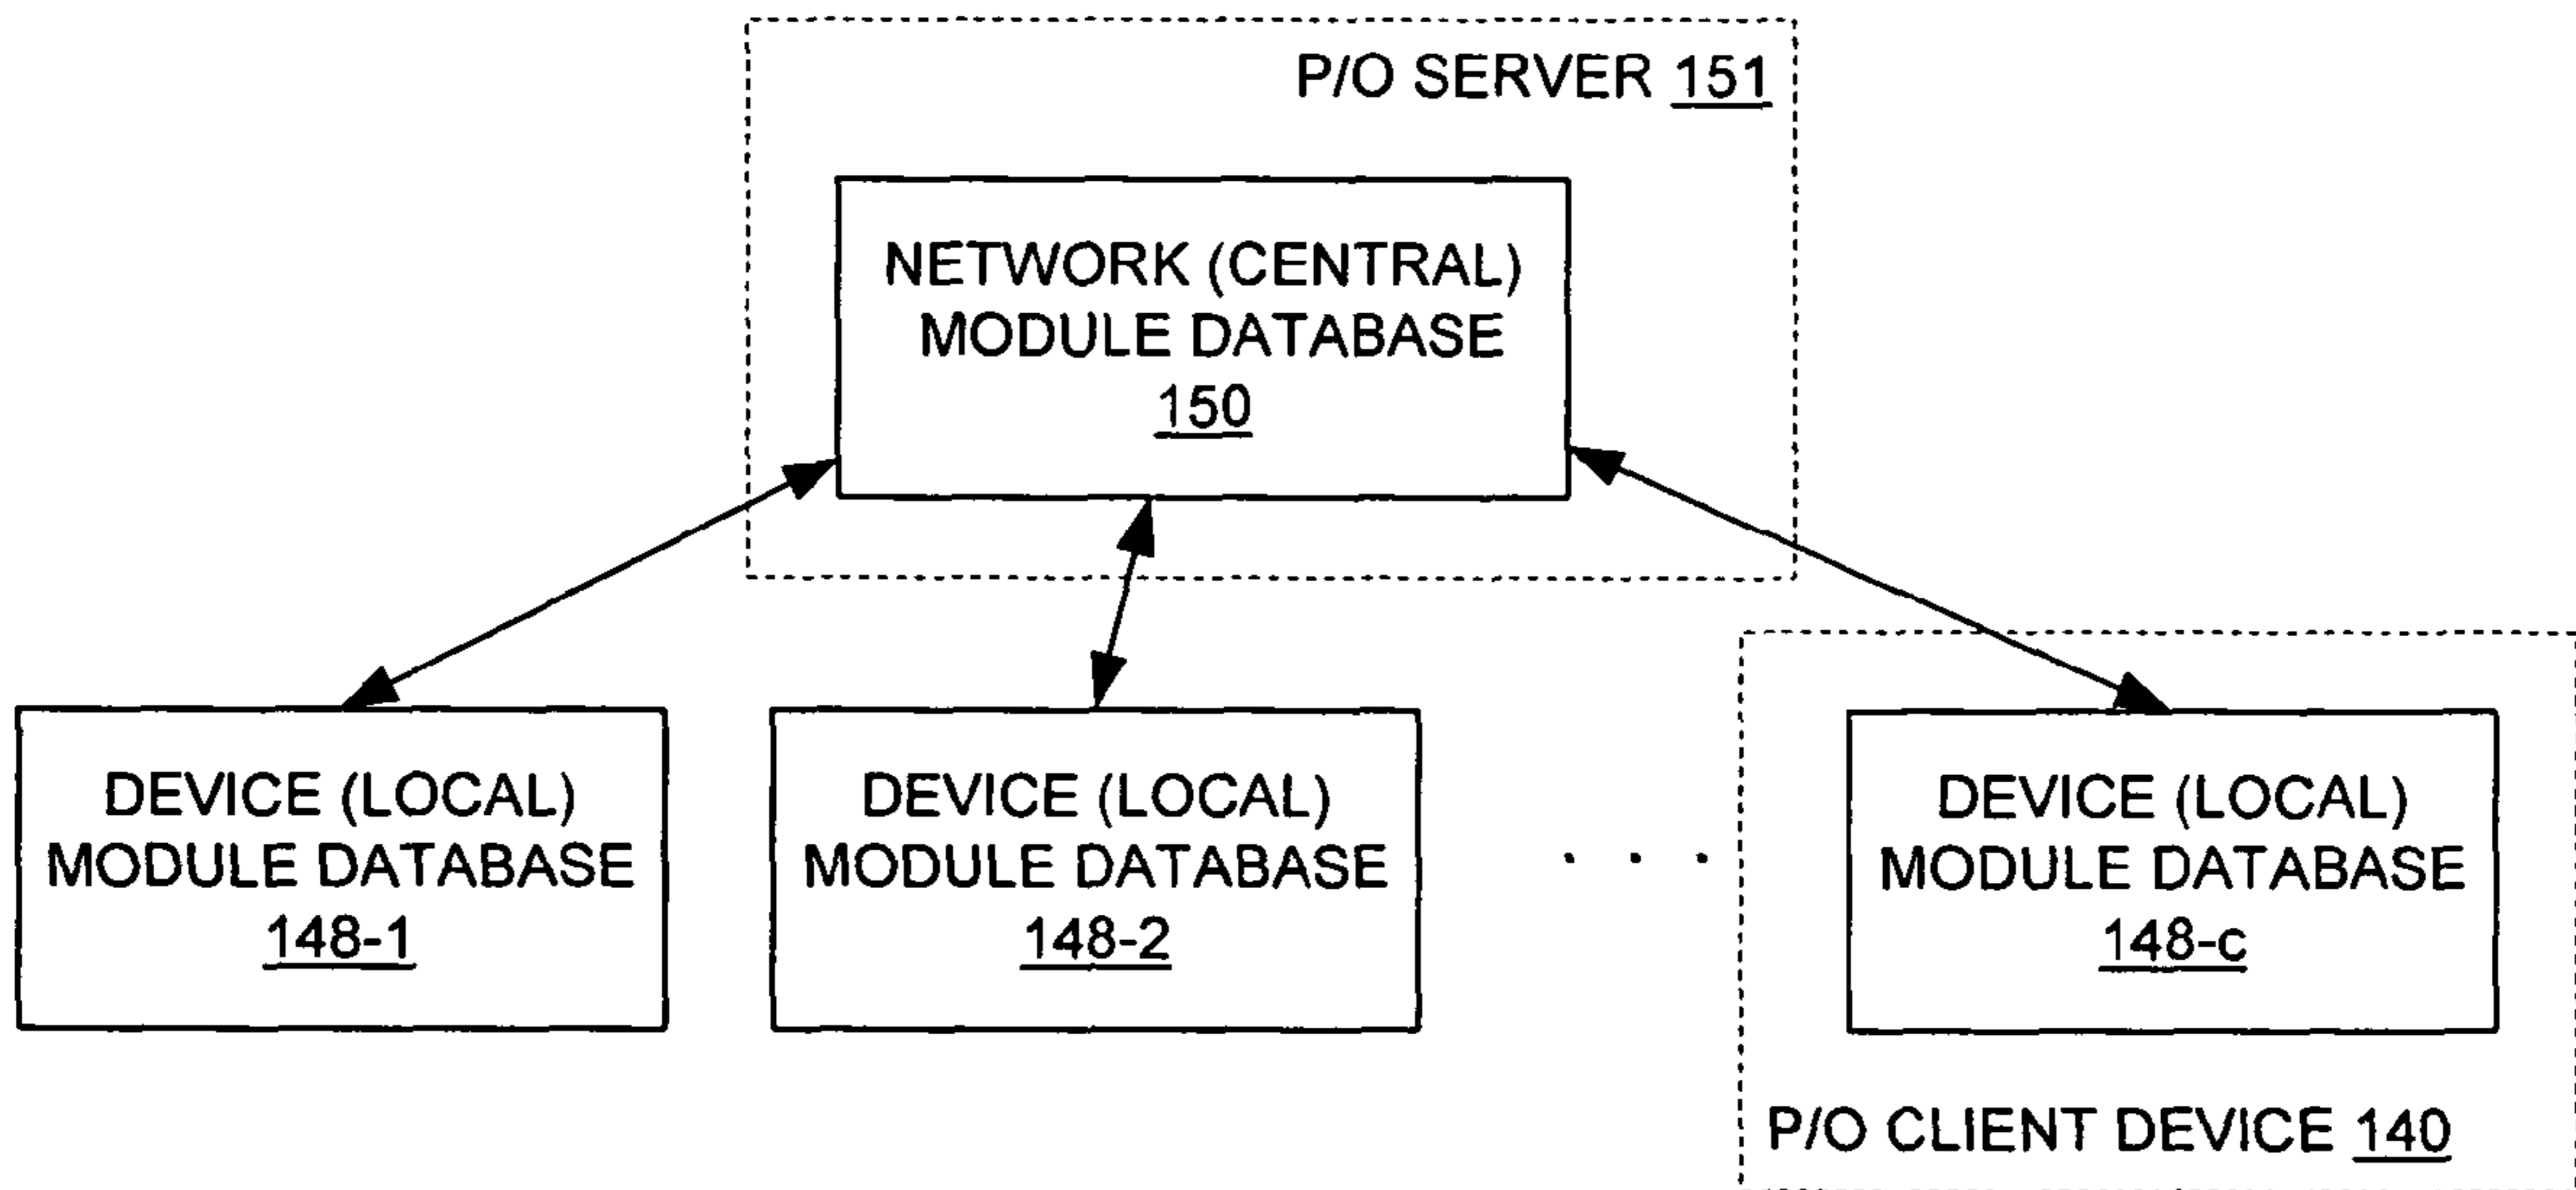 P/O SERVER 151
NETWORK (CENTRAL)
MODULE DATABASE
150
DEVICE (LOCAL)
MODULE DATABASE
148-1
DEVICE (LOCAL)
MODULE DATABASE
148-2
. . .
DEVICE (LOCAL)
MODULE DATABASE
148-c
P/O CLIENT DEVICE 140